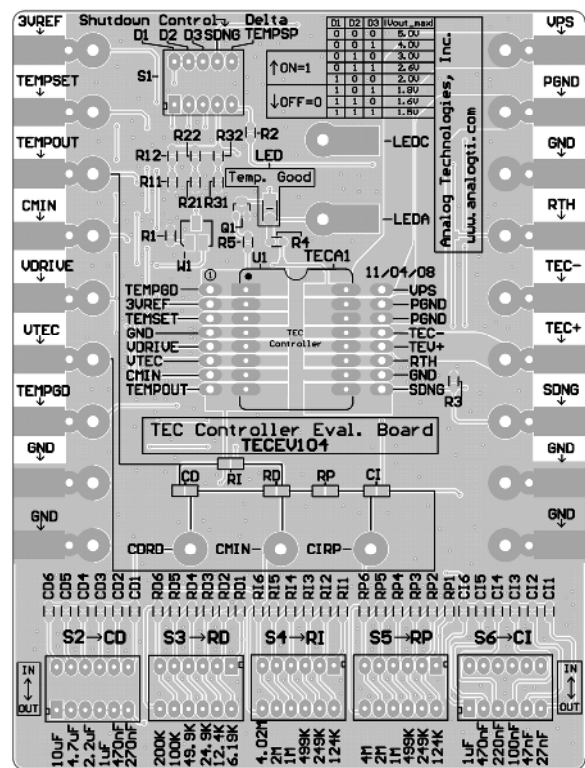 3VREF
Shutdown Control
Delta
VPS
D1 D2 D3 SDNG TEMPSP
S1
D1 D2 D3 |Vout_max|
0 0 0 5.0V
0 0 1 4.0V
0 1 0 3.0V
0 1 1 2.6V
1 0 0 2.0V
1 0 1 1.8V
1 1 0 1.6V
1 1 1 1.5V
↑ON=1
↓OFF=0
Analog Technologies, Inc.
www.analogti.com
TEMPSET
PGND
TEMPOUT
GND
R22 R32 R2
R12
LED
LEDC
Temp. Good
R11 R31
CMIN
RTH
R21
Q1
LEDA
R1
R5 R4
W1
VDRIVE
TEC-
U1 TECA1
1
11/04/08
TEMPGD VPS
3VREF PGND
TEMSET PGND
GND TEC-
VDRIVE TEV+
VTEC RTH
CMIN GND
TEMPOUT SDNG
TEC
Controller
VTEC
TEC+
TEMPGD
SDNG
R3
TEC Controller Eval. Board
TECEV104
GND
GND
CD RI RD RP CI
GND
GND
CORD CMIN CIRP
CD6 CD5 CD4 CD3 CD2 CD1
RD6 RD5 RD4 RD3 RD2 RD1
RI6 RI5 RI4 RI3 RI2 RI1
RP6 RP5 RP4 RP3 RP2 RP1
CI6 CI5 CI4 CI3 CI2 CI1
S2→CD S3→RD S4→RI S5→RP S6→CI
IN
OUT
IN
OUT
10uF 4.7uF 2.2uF 1uF 470nF 270nF
200K 100K 49.9K 24.9K 12.4K 6.19K
4.02M 2M 1M 499K 249K 124K
4M 2M 1M 499K 249K 124K
1uF 470nF 220nF 100nF 47nF 27nF